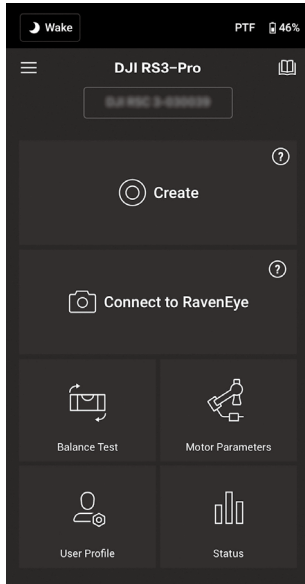 Wake
PTF 46%
DJI RS3-Pro
Create
Connect to RavenEye
Balance Test
Motor Parameters
User Profile
Status